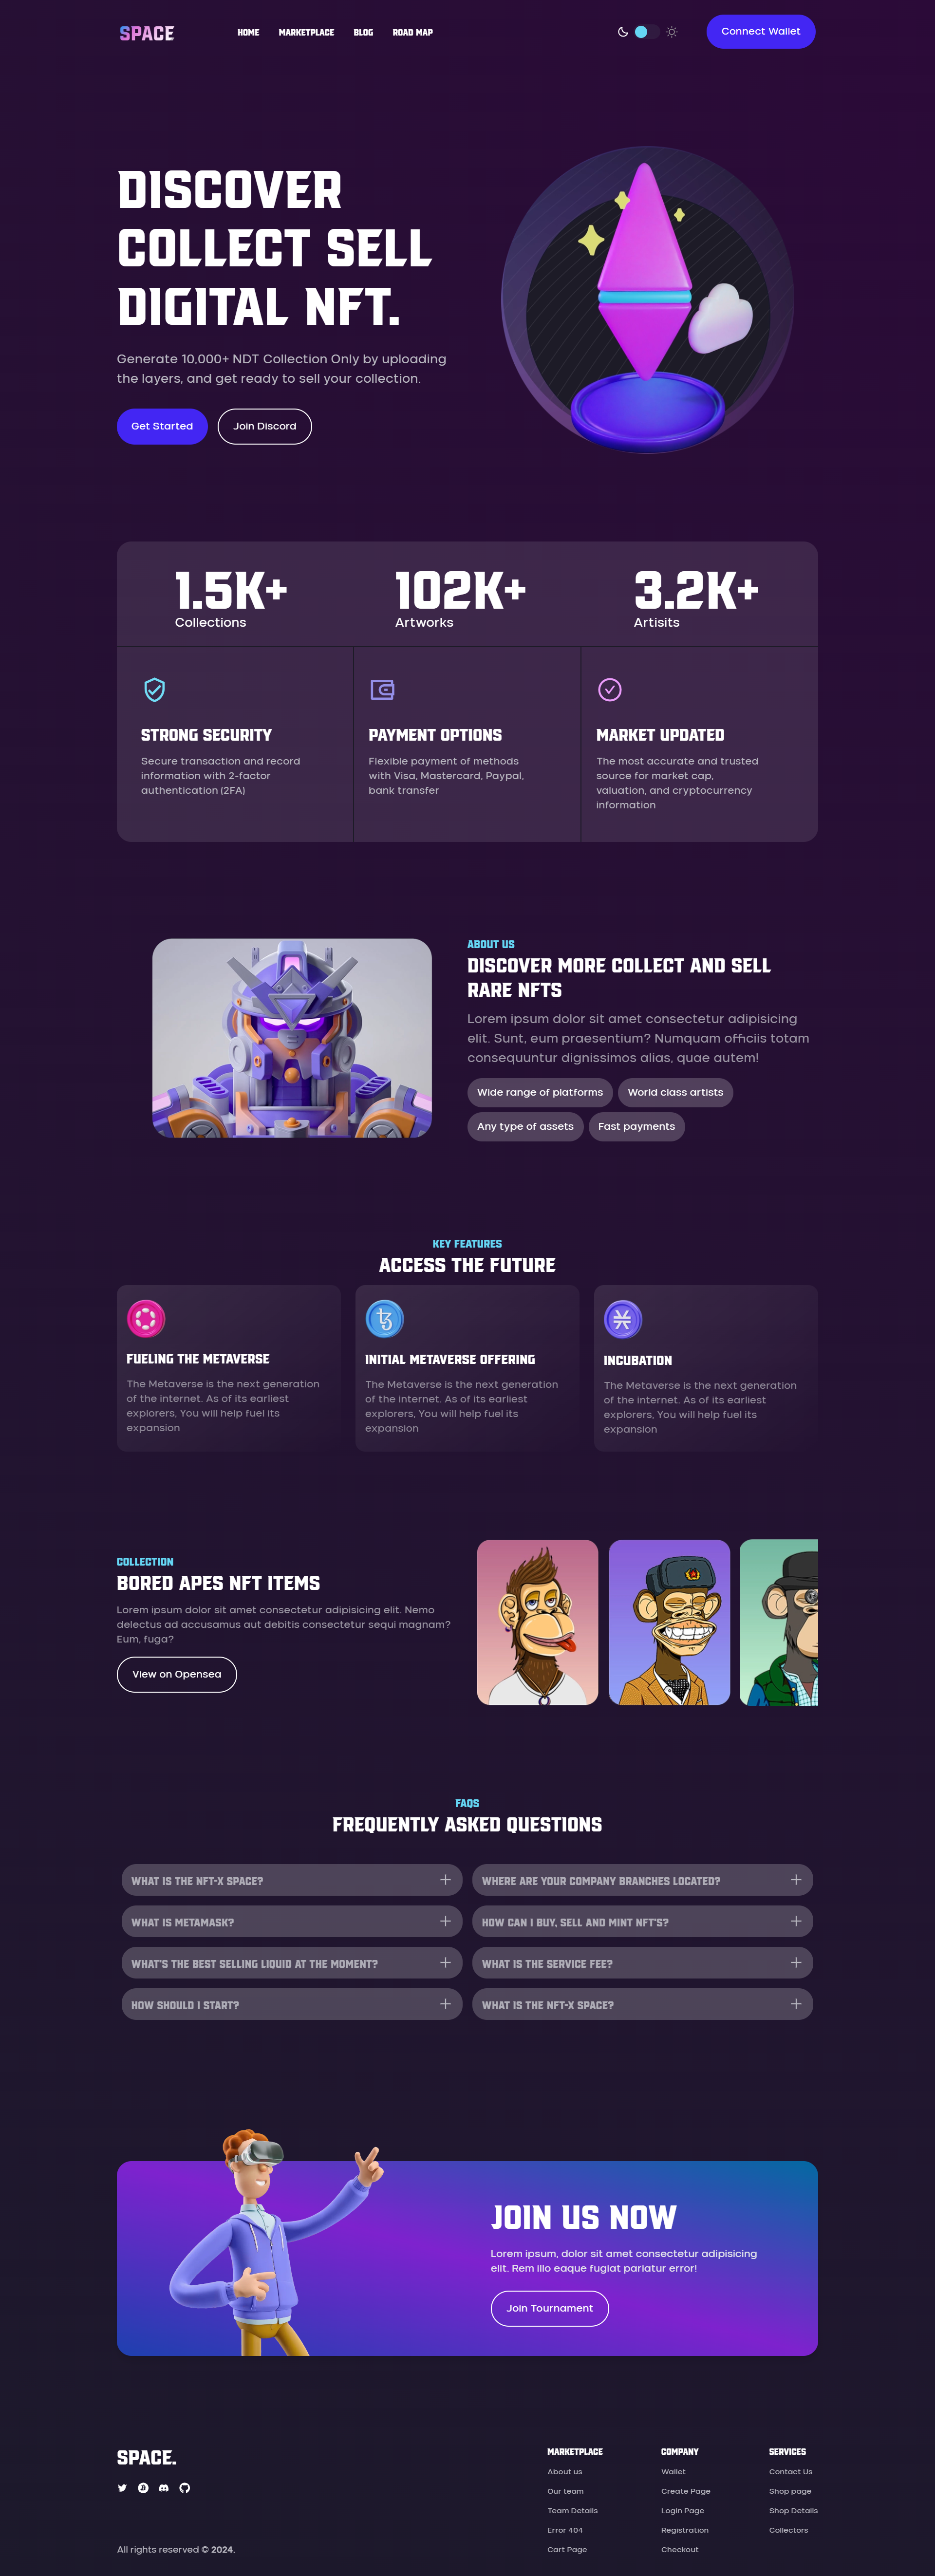 SPACE
HOME MARKETPLACE BLOG ROAD MAP
Connect Wallet
DISCOVER
COLLECT SELL
DIGITAL NFT.
Generate 10,000+ NDT Collection Only by uploading
the layers, and get ready to sell your collection.
Get Started
Join Discord
1.5K+
Collections
102K+
Artworks
3.2K+
Artisits
STRONG SECURITY
Secure transaction and record
information with 2-factor
authentication (2FA)
PAYMENT OPTIONS
Flexible payment of methods
with Visa, Mastercard, Paypal,
bank transfer
MARKET UPDATED
The most accurate and trusted
source for market cap,
valuation, and cryptocurrency
information
ABOUT US
DISCOVER MORE COLLECT AND SELL
RARE NFTS
Lorem ipsum dolor sit amet consectetur adipisicing
elit. Sunt, eum praesentium? Numquam officiis totam
consequuntur dignissimos alias, quae autem!
Wide range of platforms
World class artists
Any type of assets
Fast payments
KEY FEATURES
ACCESS THE FUTURE
FUELING THE METAVERSE
The Metaverse is the next generation
of the internet. As of its earliest
explorers, You will help fuel its
expansion
INITIAL METAVERSE OFFERING
The Metaverse is the next generation
of the internet. As of its earliest
explorers, You will help fuel its
expansion
INCUBATION
The Metaverse is the next generation
of the internet. As of its earliest
explorers, You will help fuel its
expansion
COLLECTION
BORED APES NFT ITEMS
Lorem ipsum dolor sit amet consectetur adipisicing elit. Nemo
delectus ad accusamus aut debitis consectetur sequi magnam?
Eum, fuga?
View on Opensea
FAQS
FREQUENTLY ASKED QUESTIONS
WHAT IS THE NFT-X SPACE?
WHERE ARE YOUR COMPANY BRANCHES LOCATED?
WHAT IS METAMASK?
HOW CAN I BUY, SELL AND MINT NFT'S?
WHAT'S THE BEST SELLING LIQUID AT THE MOMENT?
WHAT IS THE SERVICE FEE?
HOW SHOULD I START?
WHAT IS THE NFT-X SPACE?
JOIN US NOW
Lorem ipsum, dolor sit amet consectetur adipisicing
elit. Rem illo eaque fugiat pariatur error!
Join Tournament
SPACE.
All rights reserved © 2024.
MARKETPLACE
About us
Our team
Team Details
Error 404
Cart Page
COMPANY
Wallet
Create Page
Login Page
Registration
Checkout
SERVICES
Contact Us
Shop page
Shop Details
Collectors